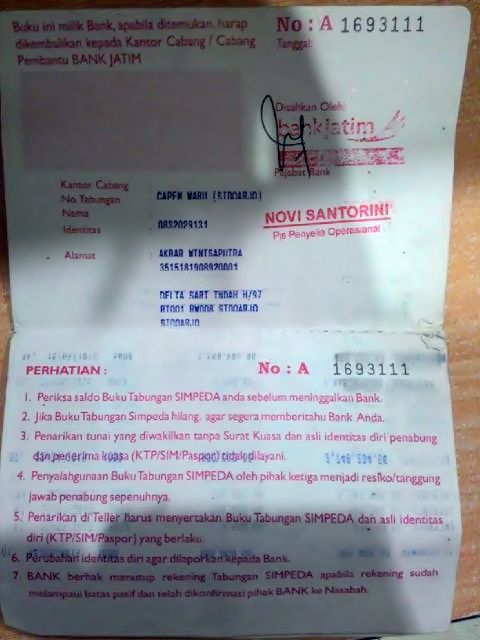 Buku ini milik Bank, apabila ditemukan, harap
dikembalikan kepada Kantor Cabang / Cabang
Pembantu BANK JATIM
No : A 1693111
Tanggal:
Disahkan Oleh:
bankjatim
Pejabat Bank
Kantor Cabang CAPEM WARU (SIDOARJO)
No Tabungan
Nama 0832029131
Identitas
Alamat AKBAR WINISAPUTRA
3515181908920001
DELTA SARI INDAH H/97
RT001 RW008 SIDOARJO
SIDOARJO
NOVI SANTORINI
Pjs Penyelia Operasional
PERHATIAN :
No : A 1693111
1. Periksa saldo Buku Tabungan SIMPEDA anda sebelum meninggalkan Bank.
2. Jika Buku Tabungan Simpeda hilang, agar segera memberitahu Bank Anda.
3. Penarikan tunai yang diwakilkan tanpa Surat Kuasa dan asli identitas diri penabung
dan penerima kuasa (KTP/SIM/Paspor) tidak dilayani.
4. Penyalahgunaan Buku Tabungan SIMPEDA oleh pihak ketiga menjadi resiko/tanggung
jawab penabung sepenuhnya.
5. Penarikan di Teller harus menyertakan Buku Tabungan SIMPEDA dan asli identitas
diri (KTP/SIM/Paspor) yang berlaku.
6. Perubahan identitas diri agar dilaporkan kepada Bank.
7 BANK berhak menutup rekening Tabungan SIMPEDA apabila rekening sudah
melampaui batas pasif dan telah dikonfirmasi pihak BANK ke Nasabah.